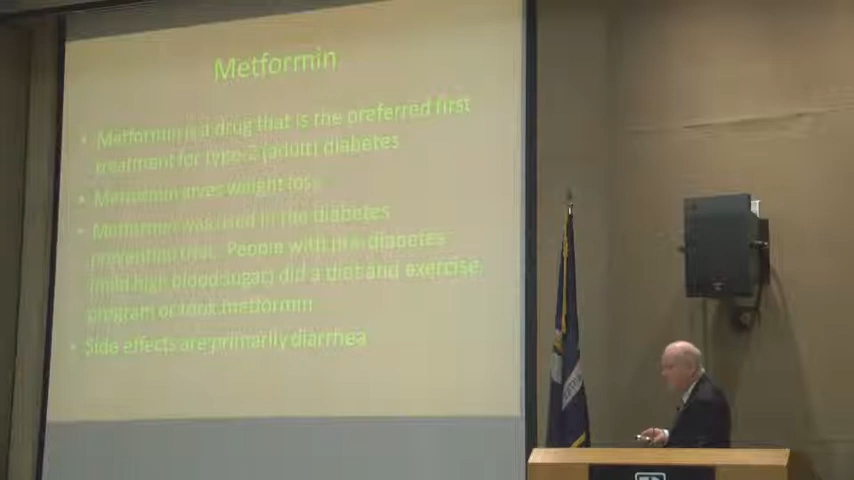 Metformin
• Metformin is a drug that is the preferred first
treatment for type-2 (adult) diabetes
• Metformin gives weight loss
• Metformin was used in the diabetes
prevention trial. People with pre-diabetes
(mild high blood sugar) did a diet and exercise
program or took metformin
• Side effects are primarily diarrhea